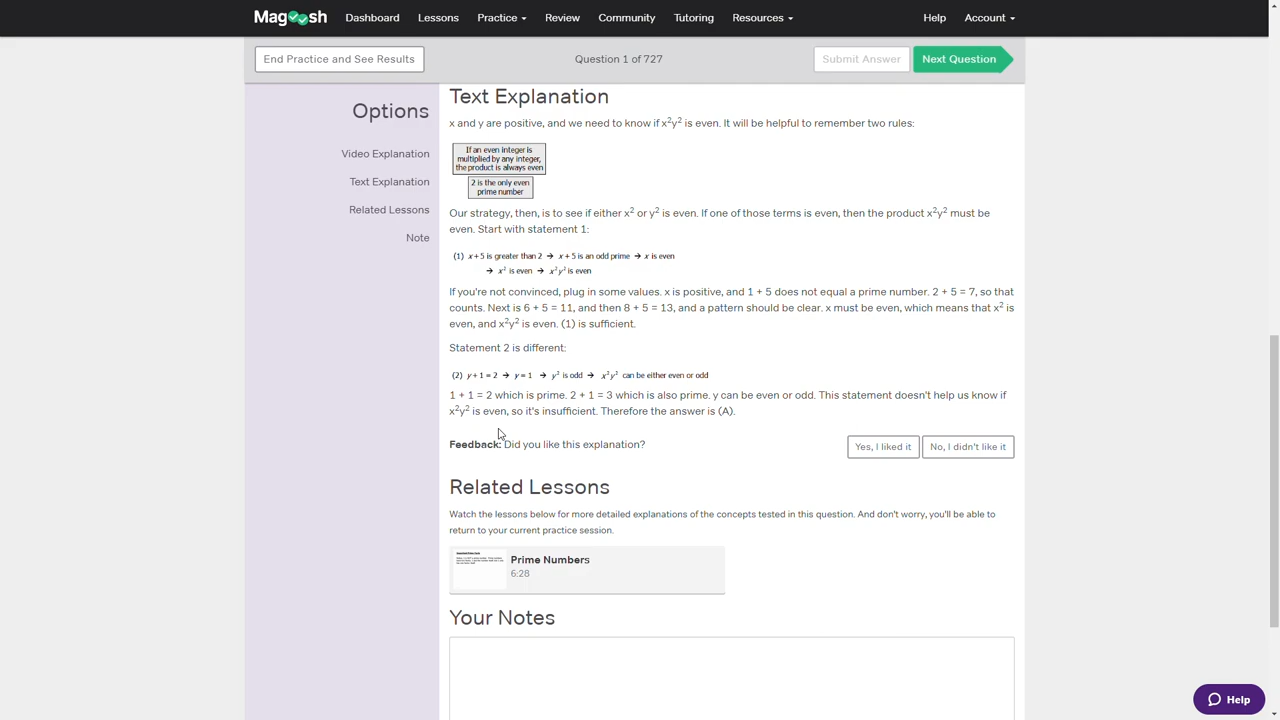 Magoosh Dashboard Lessons Practice Review Community Tutoring Resources Help Account
End Practice and See Results Question 1 of 727 Submit Answer Next Question
Options
Video Explanation
Text Explanation
Related Lessons
Note
Text Explanation
x and y are positive, and we need to know if x²y² is even. It will be helpful to remember two rules:
If an even integer is
multiplied by any integer,
the product is always even
2 is the only even
prime number
Our strategy, then, is to see if either x² or y² is even. If one of those terms is even, then the product x²y² must be
even. Start with statement 1:
(1) x + 5 is greater than 2 → x + 5 is an odd prime → x is even
→ x² is even → x²y² is even
If you're not convinced, plug in some values. x is positive, and 1 + 5 does not equal a prime number. 2 + 5 = 7, so that
counts. Next is 6 + 5 = 11, and then 8 + 5 = 13, and a pattern should be clear. x must be even, which means that x² is
even, and x²y² is even. (1) is sufficient.
Statement 2 is different:
(2) y + 1 = 2 → y = 1 → y² is odd → x²y² can be either even or odd
1 + 1 = 2 which is prime. 2 + 1 = 3 which is also prime. y can be even or odd. This statement doesn't help us know if
x²y² is even, so it's insufficient. Therefore the answer is (A).
Feedback: Did you like this explanation? Yes, I liked it No, I didn't like it
Related Lessons
Watch the lessons below for more detailed explanations of the concepts tested in this question. And don't worry, you'll be able to
return to your current practice session.
Prime Numbers
6:28
Your Notes
Help